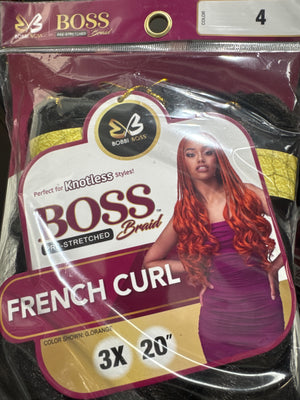 BOBBI BOSS
BOSS
PRE-STRETCHED Braid
COLOR
4
BOBBI BOSS
Perfect for Knotless styles!
BOSS™
PRE-STRETCHED Braid
FRENCH CURL
COLOR SHOWN: G.ORANGE
3X 20"